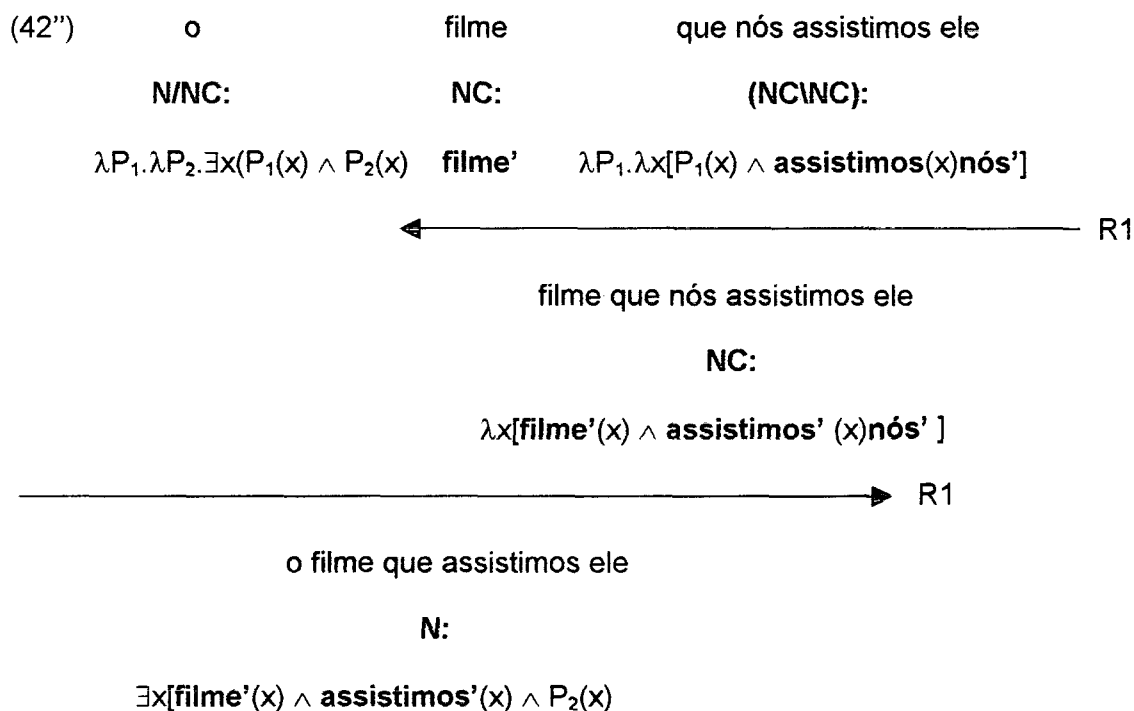 (42") o filme que nós assistimos ele
N/NC: NC: (NC\NC):
λP₁.λP₂.∃x(P₁(x) ∧ P₂(x) filme' λP₁.λx[P₁(x) ∧ assistimos(x)nós']
R1
filme que nós assistimos ele
NC:
λx[filme'(x) ∧ assistimos' (x)nós' ]
R1
o filme que assistimos ele
N:
∃x[filme'(x) ∧ assistimos'(x) ∧ P₂(x)